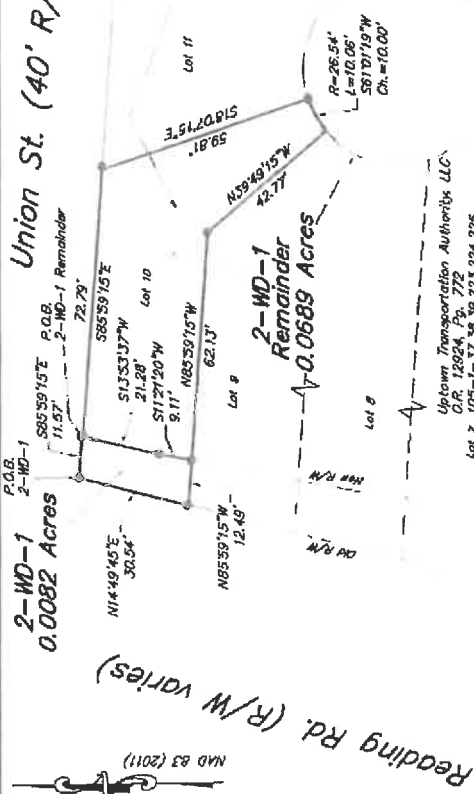 Union St. (40' R/
P.O.B.
2-WD-1
2-WD-1
0.0082 Acres
S85°59'15"E
11.57'
P.O.B.
2-WD-1 Remainder
72.79'
S85°59'15"E
Lot 11
S18°07'15"E
59.81'
R=26.54'
L=10.06'
S61°01'19"W
Ch.=10.00'
N39°49'15"W
42.77'
Lot 10
S13°53'37"W
21.28'
S11°21'20"W
9.11'
N85°59'15"W
62.13'
N14°49'45"E
30.54'
N85°59'15"W
12.49'
Lot 9
2-WD-1
Remainder
0.0689 Acres
Lot 8
New R/W
Old R/W
Uptown Transportation Authority, LLC
O.R. 12924, Pg. 772
Reading Rd. (R/W varies)
NAD 83 (2011)